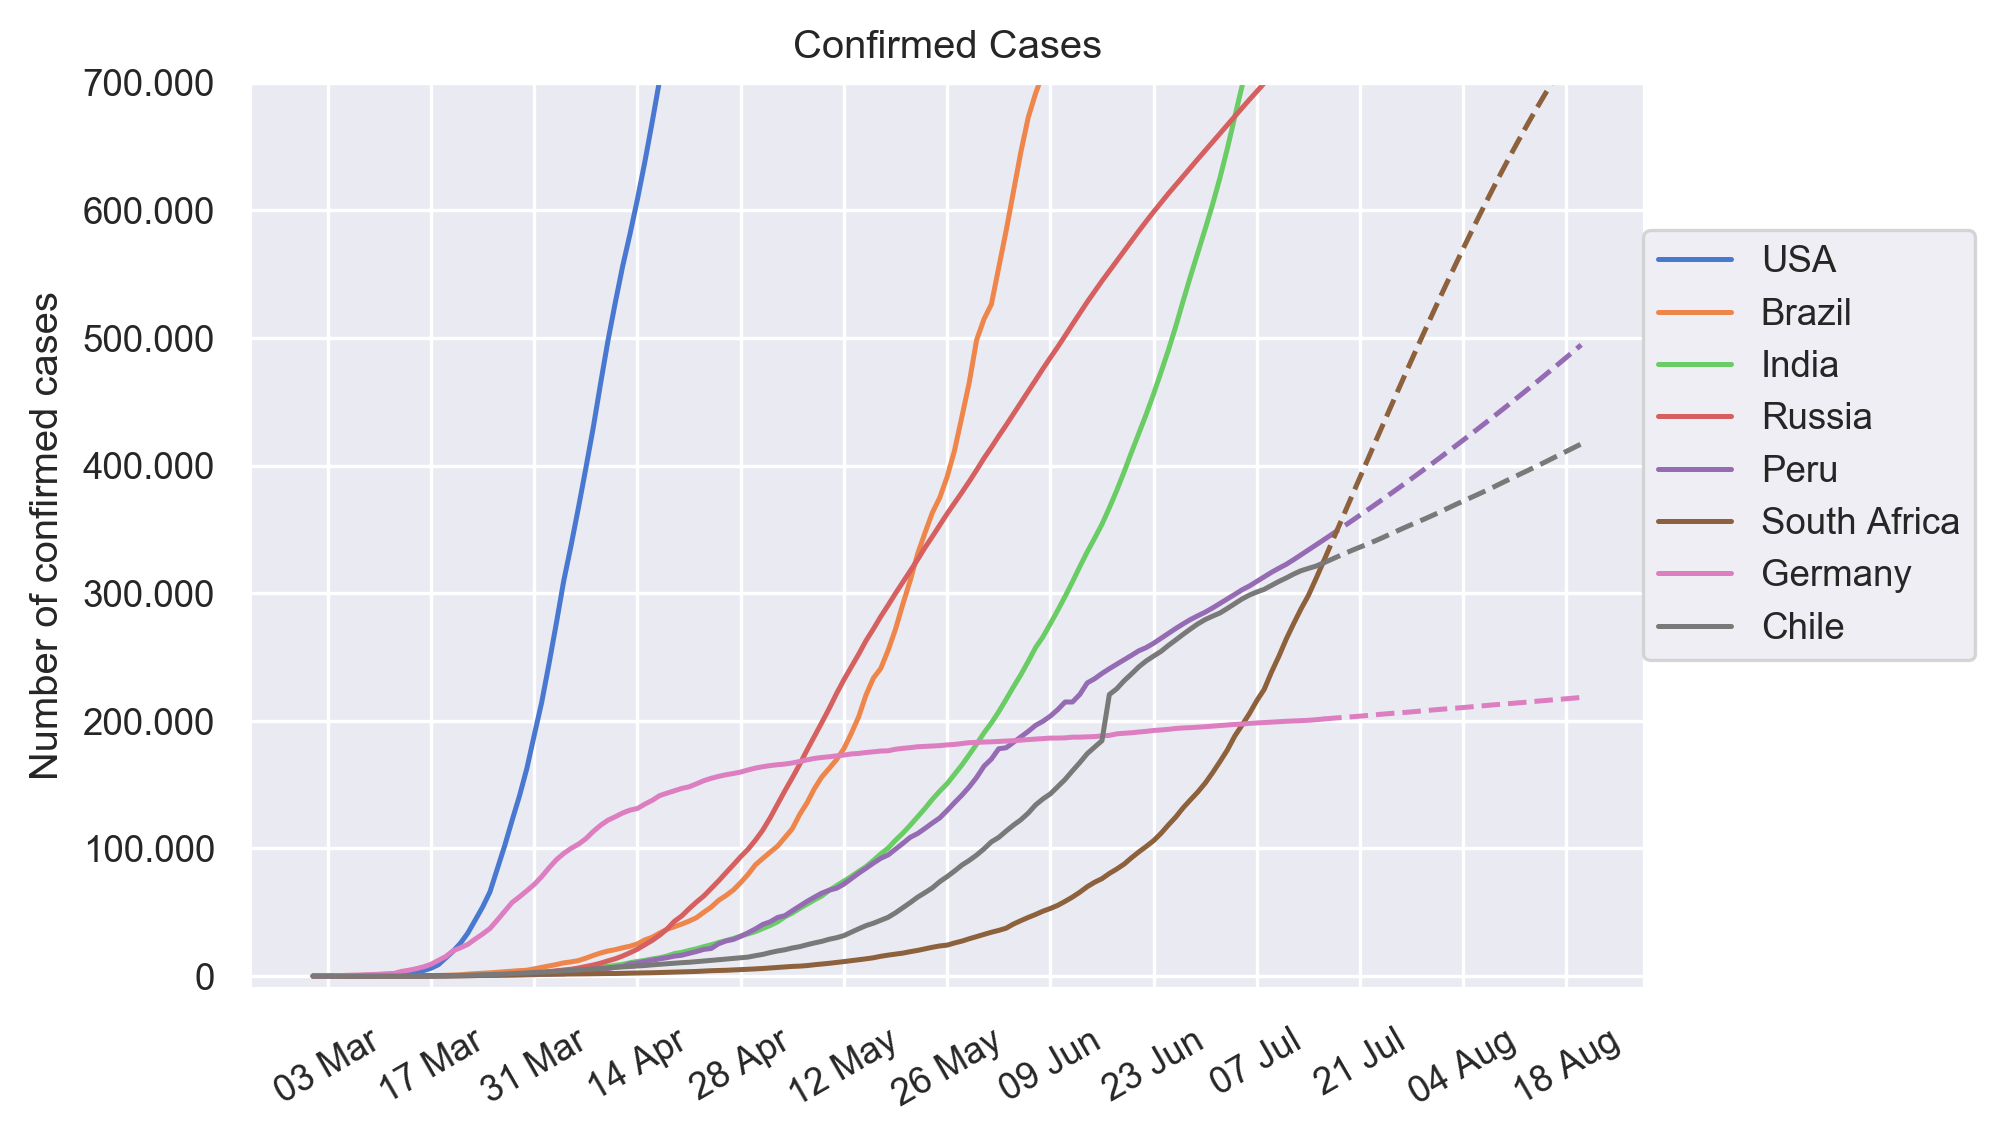 Confirmed Cases
Number of confirmed cases
700.000
600.000
500.000
400.000
300.000
200.000
100.000
0
03 Mar
17 Mar
31 Mar
14 Apr
28 Apr
12 May
26 May
09 Jun
23 Jun
07 Jul
21 Jul
04 Aug
18 Aug
USA
Brazil
India
Russia
Peru
South Africa
Germany
Chile